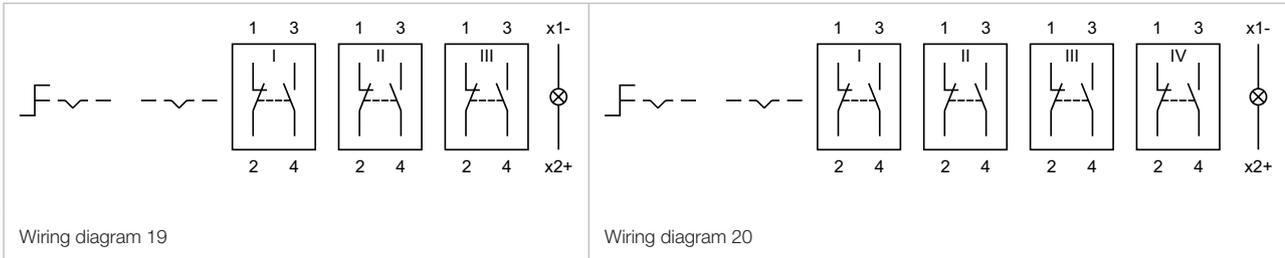 1 3 1 3 1 3 x1-
I II III
2 4 2 4 2 4 x2+
Wiring diagram 19
1 3 1 3 1 3 1 3 x1-
I II III IV
2 4 2 4 2 4 2 4 x2+
Wiring diagram 20